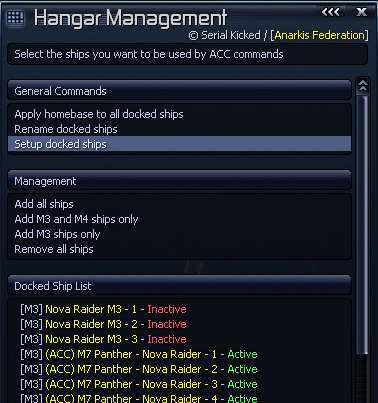 Hangar Management
© Serial Kicked / [Anarkis Federation]
Select the ships you want to be used by ACC commands
General Commands
Apply homebase to all docked ships
Rename docked ships
Setup docked ships
Management
Add all ships
Add M3 and M4 ships only
Add M3 ships only
Remove all ships
Docked Ship List
[M3] Nova Raider M3 - 1 - Inactive
[M3] Nova Raider M3 - 2 - Inactive
[M3] Nova Raider M3 - 3 - Inactive
[M3] (ACC) M7 Panther - Nova Raider - 1 - Active
[M3] (ACC) M7 Panther - Nova Raider - 2 - Active
[M3] (ACC) M7 Panther - Nova Raider - 3 - Active
[M3] (ACC) M7 Panther - Nova Raider - 4 - Active